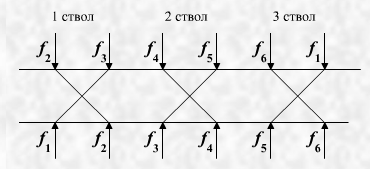 1 ствол 2 ствол 3 ствол
f₂ f₃ f₄ f₅ f₆ f₁
f₁ f₂ f₃ f₄ f₅ f₆